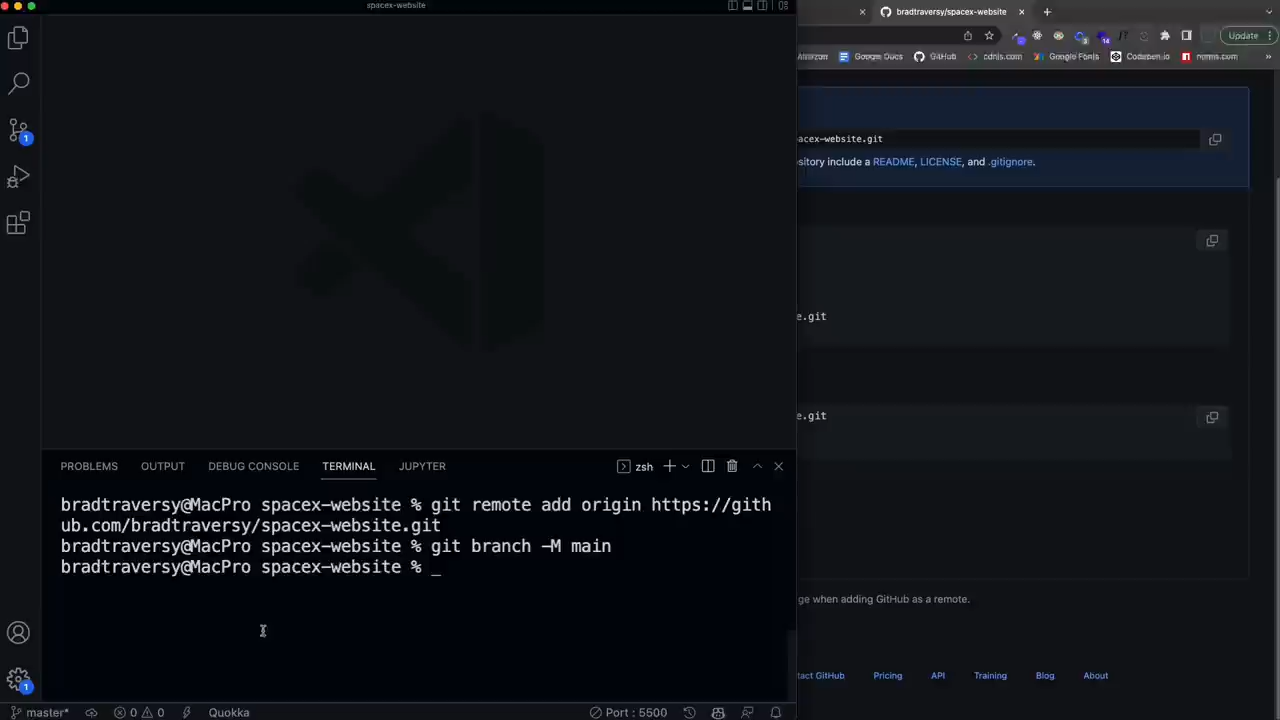 spacex-website
bradtraversy/spacex-website
Update
Google Docs
GitHub
cdnjs.com
Google Fonts
Codepen.io
»
acex-website.git
ository include a README, LICENSE, and .gitignore.
e.git
e.git
PROBLEMS OUTPUT DEBUG CONSOLE TERMINAL JUPYTER zsh
bradtraversy@MacPro spacex-website % git remote add origin https://gith
ub.com/bradtraversy/spacex-website.git
bradtraversy@MacPro spacex-website % git branch -M main
bradtraversy@MacPro spacex-website % _
ge when adding GitHub as a remote.
tact GitHub Pricing API Training Blog About
1
1
master* 0 0 Quokka Port : 5500